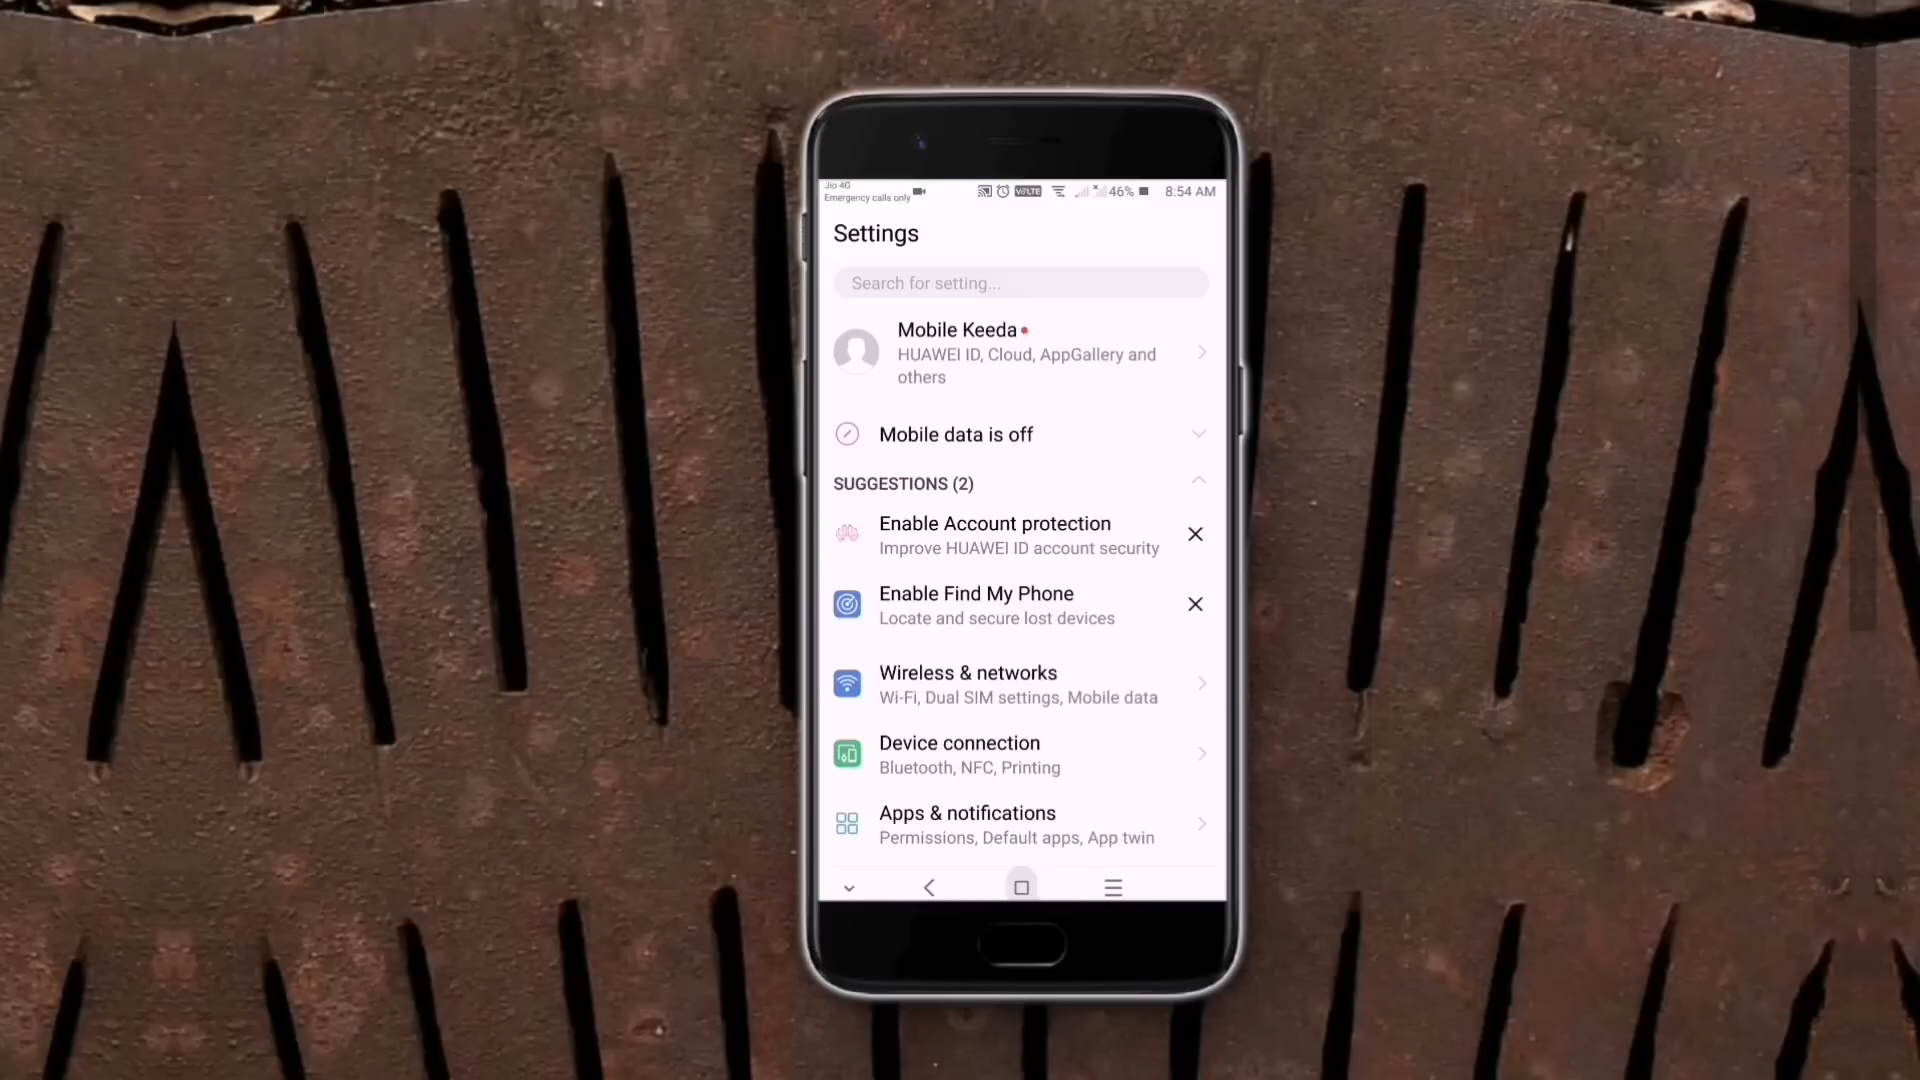 Jio 4G
Emergency calls only
VoLTE 46% 8:54 AM
Settings
Search for setting...
Mobile Keeda
HUAWEI ID, Cloud, AppGallery and
others
Mobile data is off
SUGGESTIONS (2)
Enable Account protection
Improve HUAWEI ID account security
Enable Find My Phone
Locate and secure lost devices
Wireless & networks
Wi-Fi, Dual SIM settings, Mobile data
Device connection
Bluetooth, NFC, Printing
Apps & notifications
Permissions, Default apps, App twin